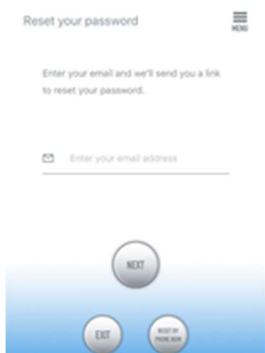 Reset your password
MENU
Enter your email and we'll send you a link
to reset your password.
Enter your email address
NEXT
EXIT
RESET BY
PHONE NUM